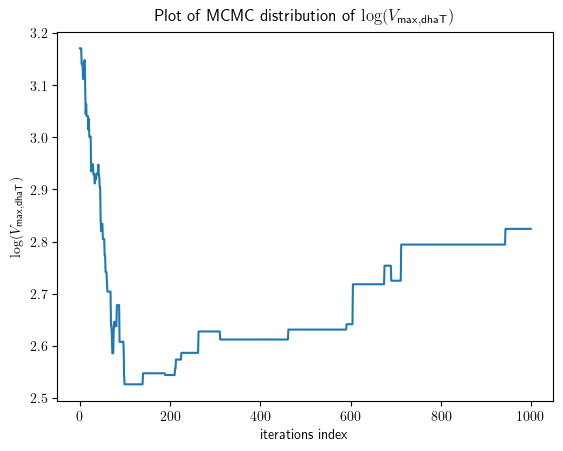 Plot of MCMC distribution of log(V_max,dhaT)
3.2
3.1
3.0
2.9
2.8
2.7
2.6
2.5
log(V_max,dhaT)
0 200 400 600 800 1000
iterations index